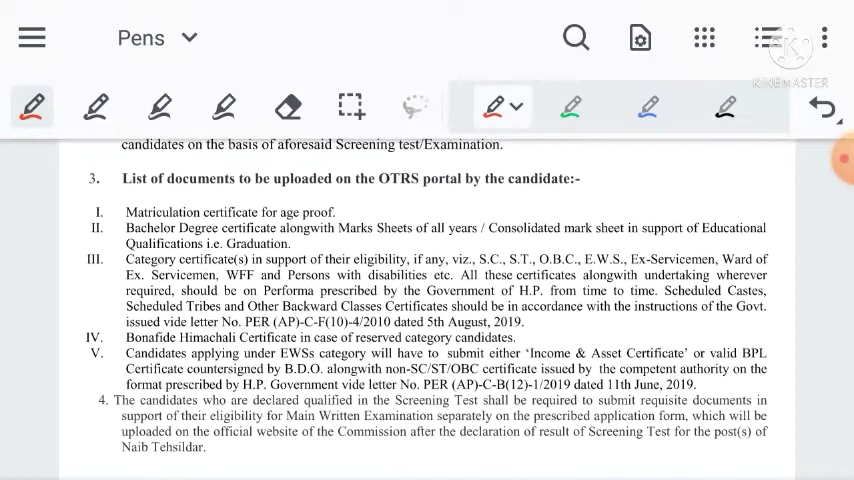 Pens
KINEMASTER
candidates on the basis of aforesaid Screening test/Examination.
3. List of documents to be uploaded on the OTRS portal by the candidate:-
I. Matriculation certificate for age proof.
II. Bachelor Degree certificate alongwith Marks Sheets of all years / Consolidated mark sheet in support of Educational
Qualifications i.e. Graduation.
III. Category certificate(s) in support of their eligibility, if any, viz., S.C., S.T., O.B.C., E.W.S., Ex-Servicemen, Ward of
Ex. Servicemen, WFF and Persons with disabilities etc. All these certificates alongwith undertaking wherever
required, should be on Performa prescribed by the Government of H.P. from time to time. Scheduled Castes,
Scheduled Tribes and Other Backward Classes Certificates should be in accordance with the instructions of the Govt.
issued vide letter No. PER (AP)-C-F(10)-4/2010 dated 5th August, 2019.
IV. Bonafide Himachali Certificate in case of reserved category candidates.
V. Candidates applying under EWSs category will have to submit either ‘Income & Asset Certificate’ or valid BPL
Certificate countersigned by B.D.O. alongwith non-SC/ST/OBC certificate issued by the competent authority on the
format prescribed by H.P. Government vide letter No. PER (AP)-C-B(12)-1/2019 dated 11th June, 2019.
4. The candidates who are declared qualified in the Screening Test shall be required to submit requisite documents in
support of their eligibility for Main Written Examination separately on the prescribed application form, which will be
uploaded on the official website of the Commission after the declaration of result of Screening Test for the post(s) of
Naib Tehsildar.